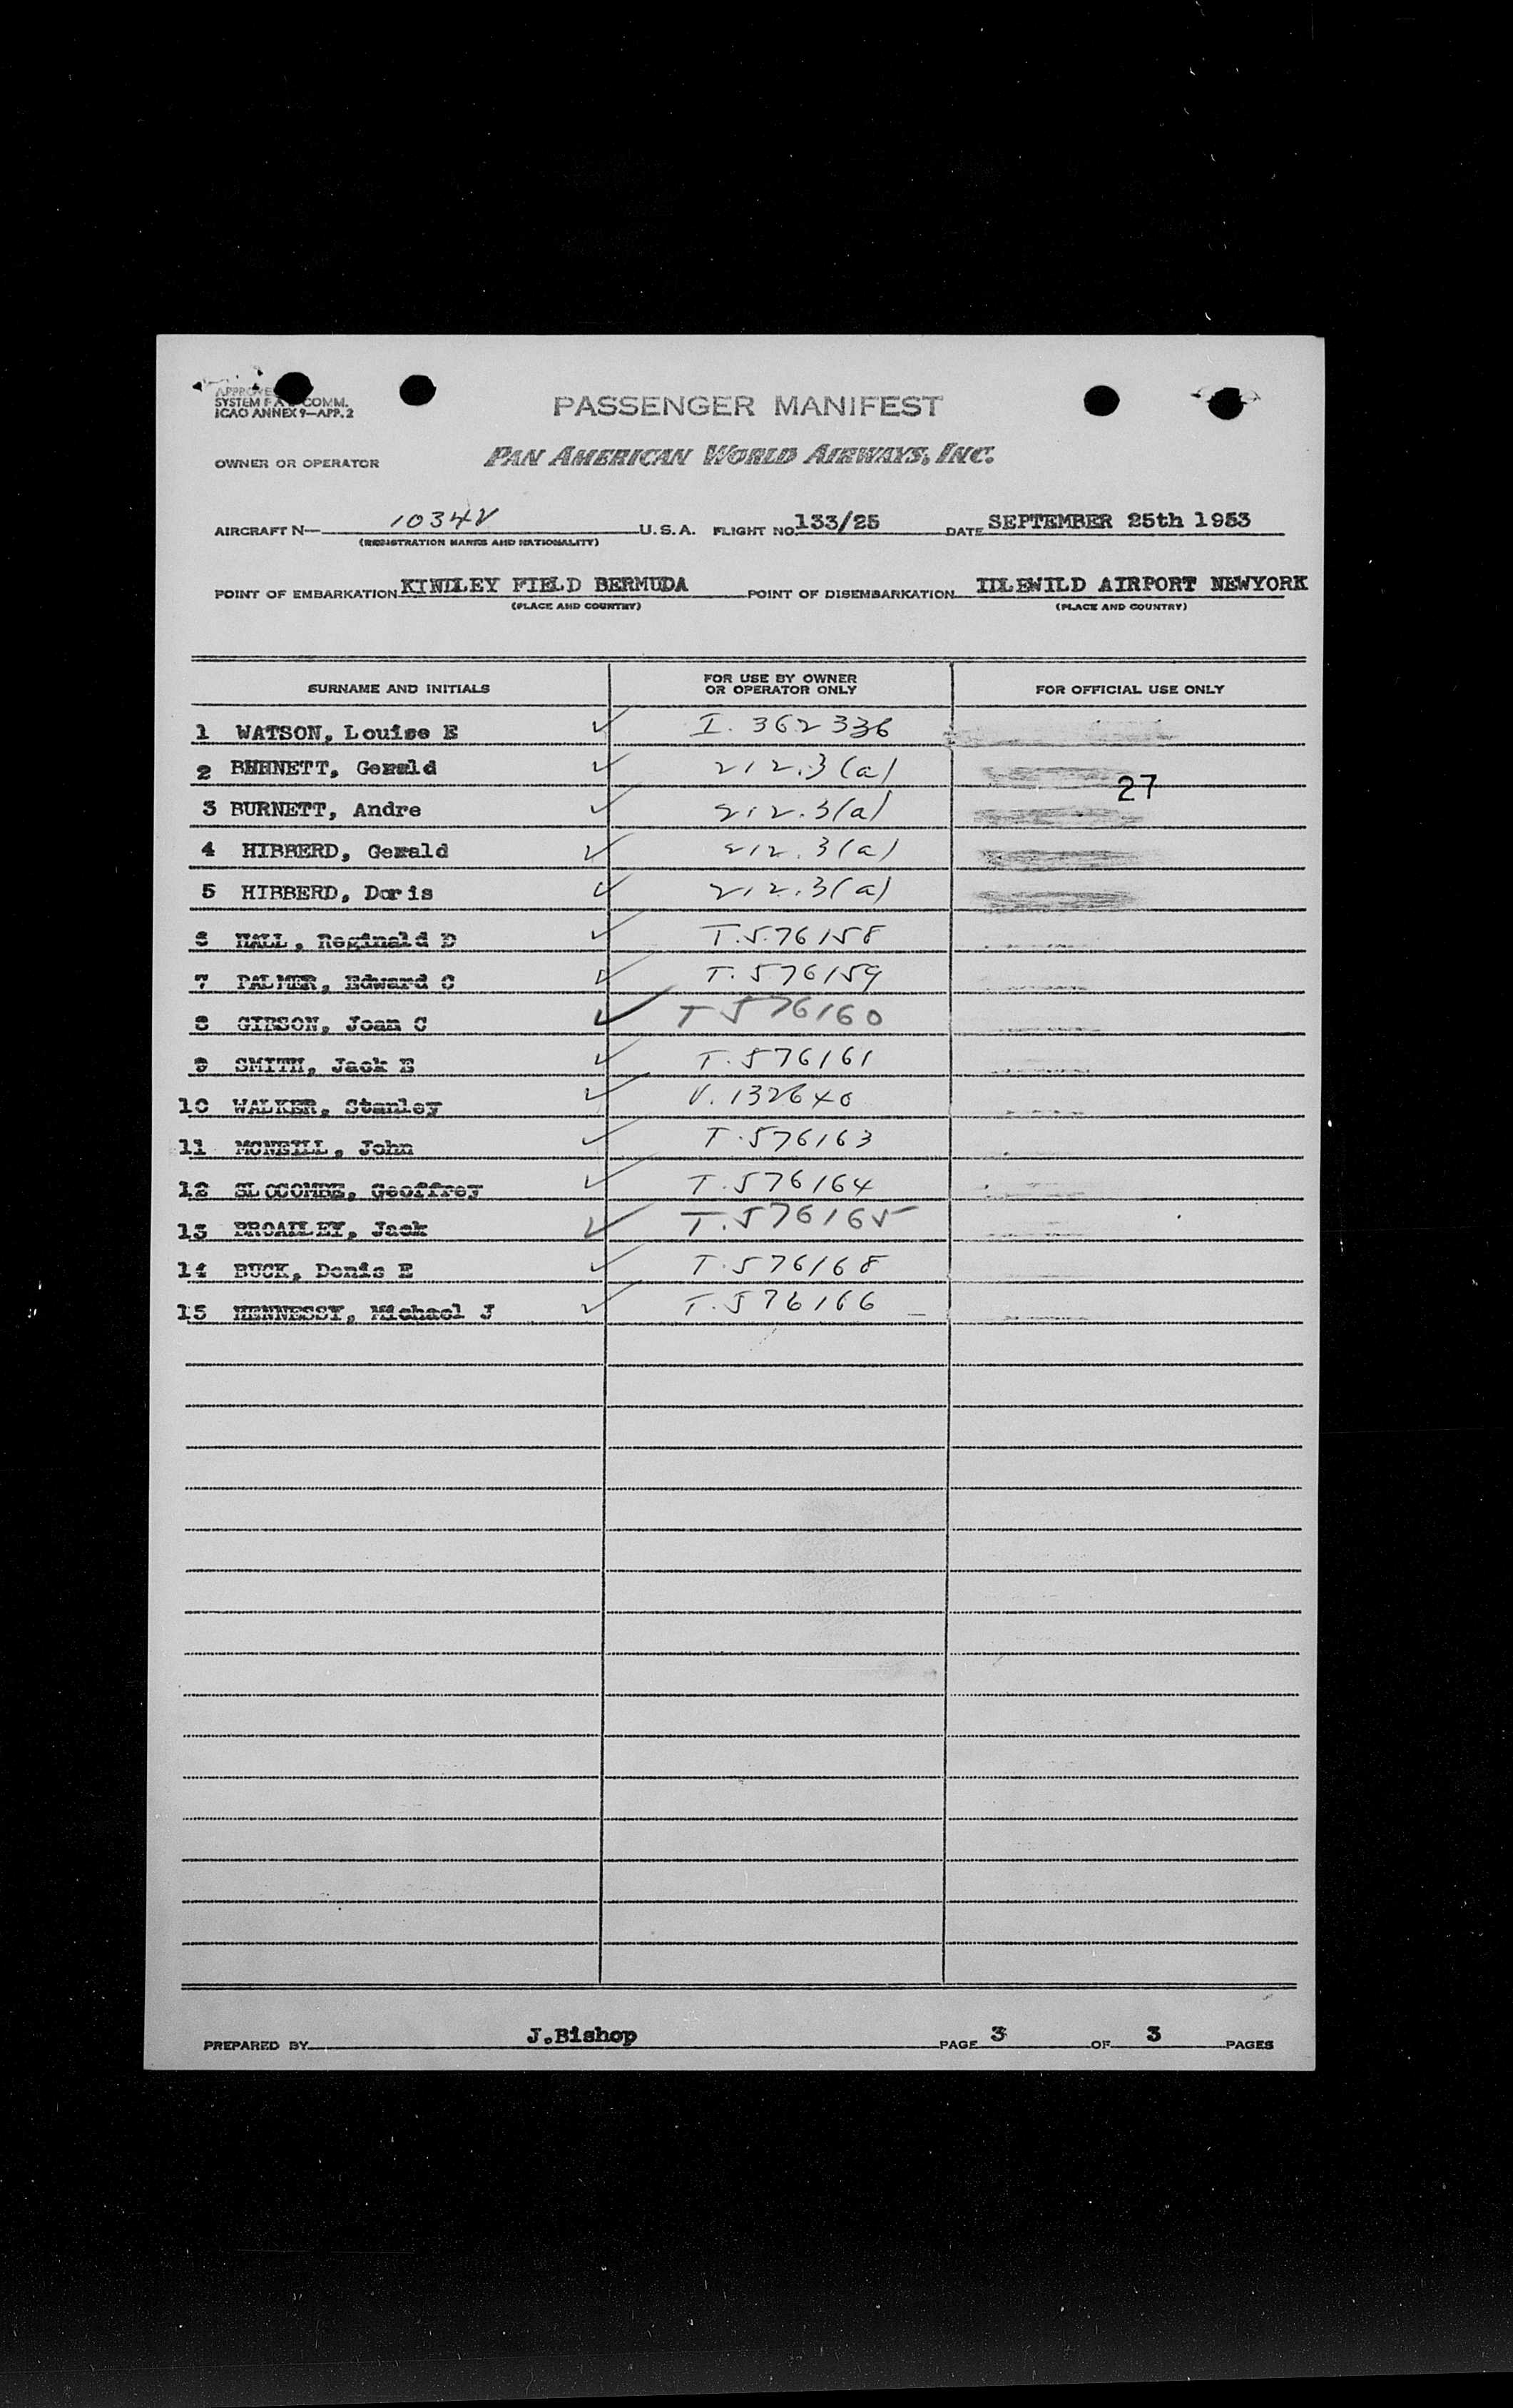 APPROVE
SYSTEM F A COMM.
ICAO ANNEX 9—APP. 2
PASSENGER MANIFEST
OWNER OR OPERATOR PAN AMERICAN WORLD AIRWAYS, INC.
AIRCRAFT N— 1034V U. S. A. FLIGHT NO. 133/25 DATE SEPTEMBER 25th 1953
(REGISTRATION MARKS AND NATIONALITY)
POINT OF EMBARKATION KINDLEY FIELD BERMUDA POINT OF DISEMBARKATION IDLEWILD AIRPORT NEWYORK
(PLACE AND COUNTRY) (PLACE AND COUNTRY)
SURNAME AND INITIALS FOR USE BY OWNER OR OPERATOR ONLY FOR OFFICIAL USE ONLY
1 WATSON, Louise E ✓ I. 362336
2 BURNETT, Gerald ✓ 212.3(a)
27
3 BURNETT, Andre ✓ 212.3(a)
4 HIBBERD, Gerald ✓ 212.3(a)
5 HIBBERD, Doris ✓ 212.3(a)
6 HALL, Reginald D ✓ T.576158
7 PALMER, Edward C ✓ T.576159
8 GIBSON, Joan C ✓ T 576160
9 SMITH, Jack E ✓ T.576161
10 WALKER, Stanley ✓ V.132640
11 MCNEILL, John ✓ T.576163
12 SLOCOMBE, Geoffrey ✓ T.576164
13 BROADLEY, Jack ✓ T.576165
14 BUCK, Denis E ✓ T.576168
15 HENNESSY, Michael J ✓ T.576166
PREPARED BY J.Bishop PAGE 3 OF 3 PAGES